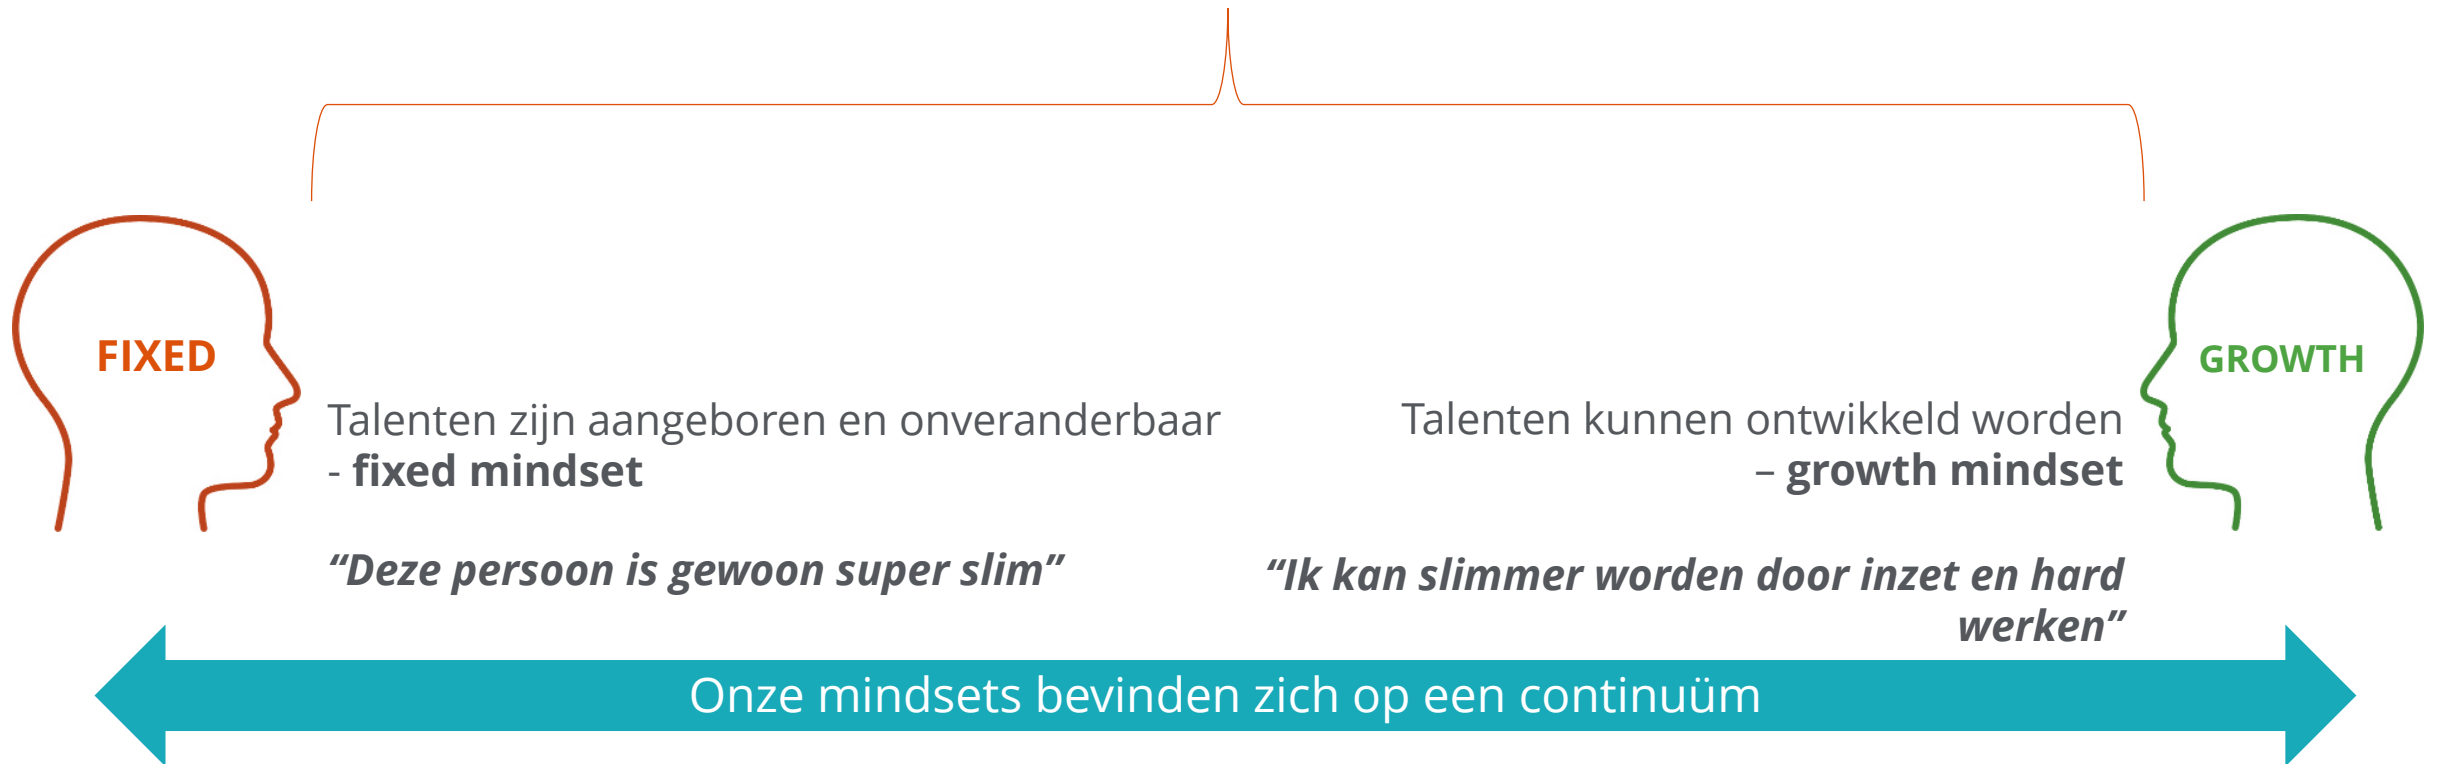 FIXED
GROWTH
Talenten zijn aangeboren en onveranderbaar
- fixed mindset
“Deze persoon is gewoon super slim”
Talenten kunnen ontwikkeld worden
– growth mindset
“Ik kan slimmer worden door inzet en hard
werken”
Onze mindsets bevinden zich op een continuüm